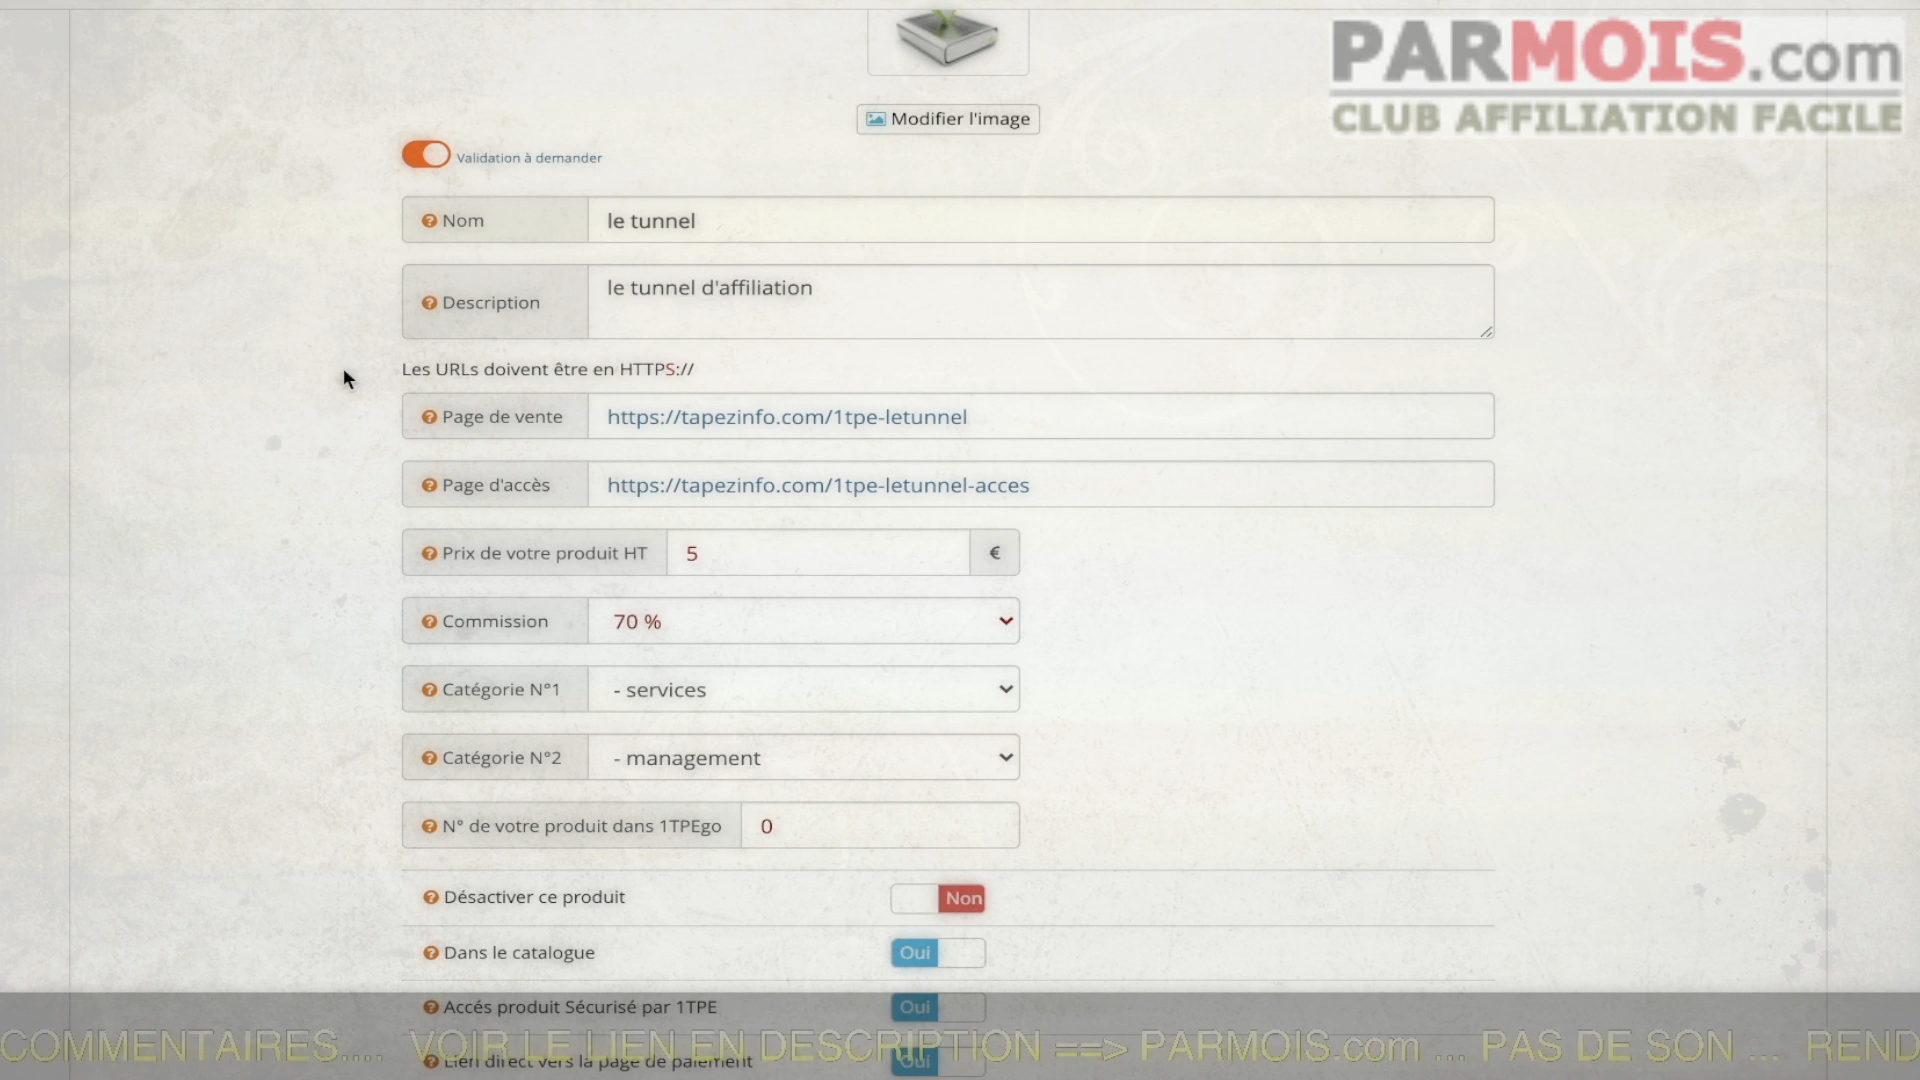 PARMOIS.com
CLUB AFFILIATION FACILE
Modifier l'image
Validation à demander
Nom
le tunnel
Description
le tunnel d'affiliation
Les URLs doivent être en HTTPS://
Page de vente
https://tapezinfo.com/1tpe-letunnel
Page d'accès
https://tapezinfo.com/1tpe-letunnel-acces
Prix de votre produit HT
5
€
Commission
70 %
Catégorie N°1
- services
Catégorie N°2
- management
N° de votre produit dans 1TPEgo
0
Désactiver ce produit
Non
Dans le catalogue
Oui
Accés produit Sécurisé par 1TPE
Oui
Lien direct vers la page de paiement
Oui
COMMENTAIRES.... VOIR LE LIEN EN DESCRIPTION ==> PARMOIS.com ... PAS DE SON ... REND